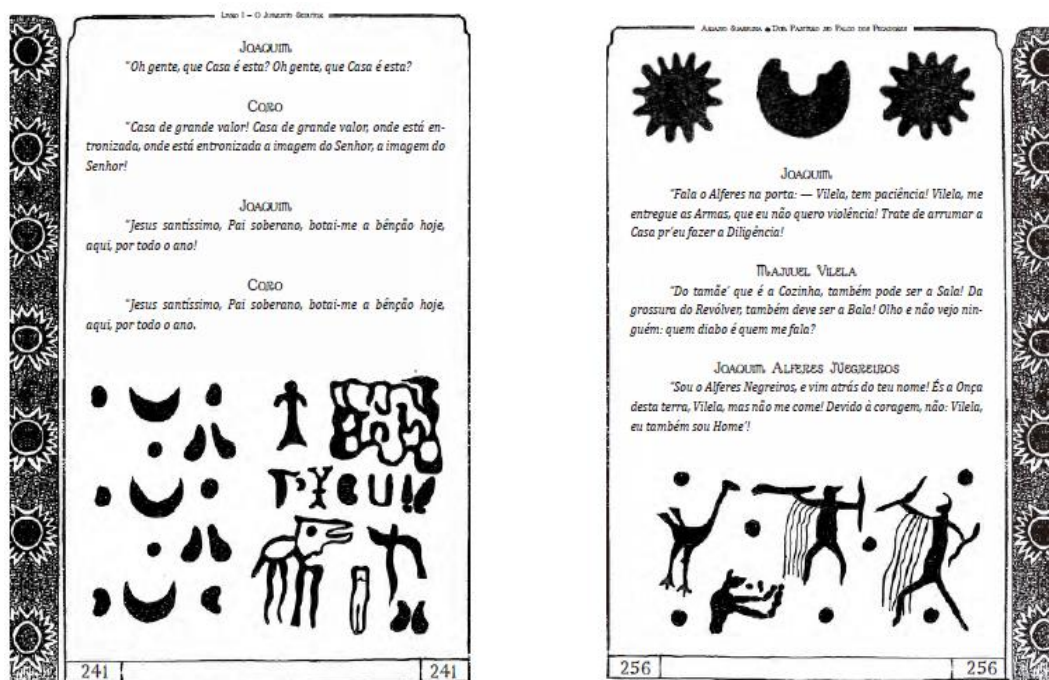 Livro I – O Jumento Sedutor
Joaquim
"Oh gente, que Casa é esta? Oh gente, que Casa é esta?
Coro
"Casa de grande valor! Casa de grande valor, onde está en-
tronizada, onde está entronizada a imagem do Senhor, a imagem do
Senhor!
Joaquim
"Jesus santíssimo, Pai soberano, botai-me a bênção hoje,
aqui, por todo o ano!
Coro
"Jesus santíssimo, Pai soberano, botai-me a bênção hoje,
aqui, por todo o ano.
241
241
Ariano Suassuna Dom Pantero no Palco dos Pecadores
Joaquim
"Fala o Alferes na porta: — Vilela, tem paciência! Vilela, me
entregue as Armas, que eu não quero violência! Trate de arrumar a
Casa pr'eu fazer a Diligência!
Manuel Vilela
"Do tamãe' que é a Cozinha, também pode ser a Sala! Da
grossura do Revólver, também deve ser a Bala! Olho e não vejo nin-
guém: quem diabo é quem me fala?
Joaquim Alferes Negreiros
"Sou o Alferes Negreiros, e vim atrás do teu nome! És a Onça
desta terra, Vilela, mas não me come! Devido à coragem, não: Vilela,
eu também sou Home'!
256
256